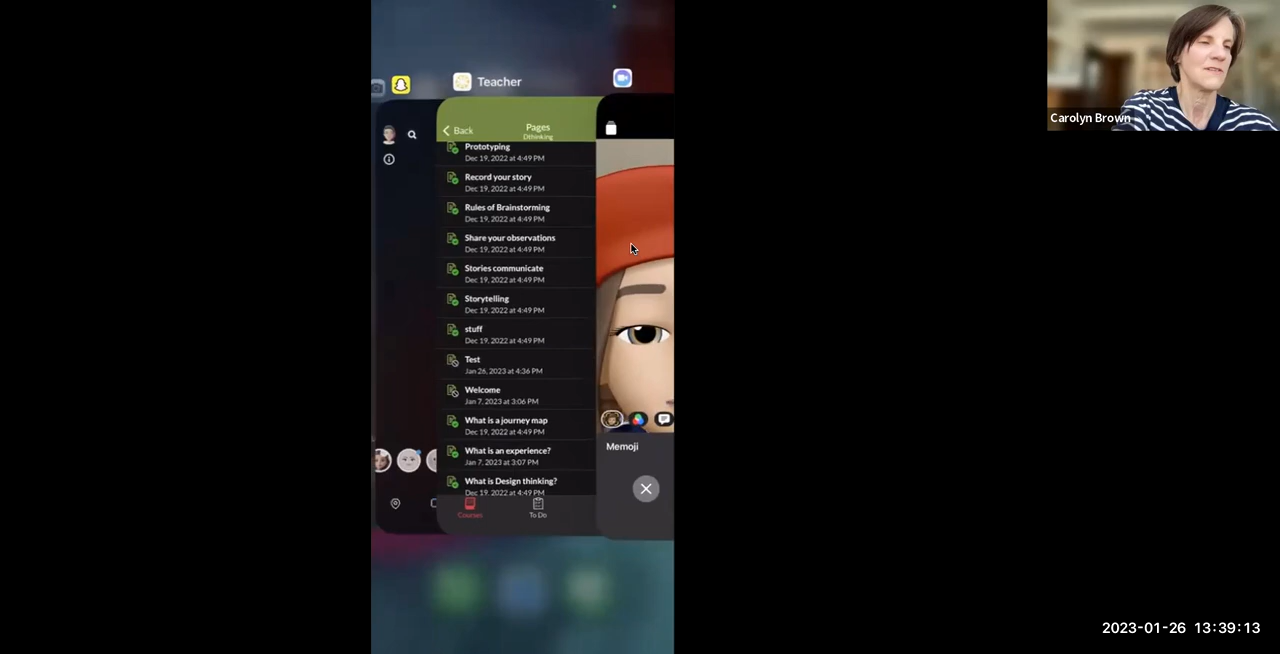 Teacher
Back
Pages
Dthinking
Prototyping
Dec 19, 2022 at 4:49 PM
Record your story
Dec 19, 2022 at 4:49 PM
Rules of Brainstorming
Dec 19, 2022 at 4:49 PM
Share your observations
Dec 19, 2022 at 4:49 PM
Stories communicate
Dec 19, 2022 at 4:49 PM
Storytelling
Dec 19, 2022 at 4:49 PM
stuff
Dec 19, 2022 at 4:49 PM
Test
Jan 26, 2023 at 4:36 PM
Welcome
Jan 7, 2023 at 3:06 PM
What is a journey map
Dec 19, 2022 at 4:49 PM
What is an experience?
Jan 7, 2023 at 3:07 PM
What is Design thinking?
Dec 19, 2022 at 4:49 PM
Courses
To Do
Memoji
Carolyn Brown
2023-01-26 13:39:13